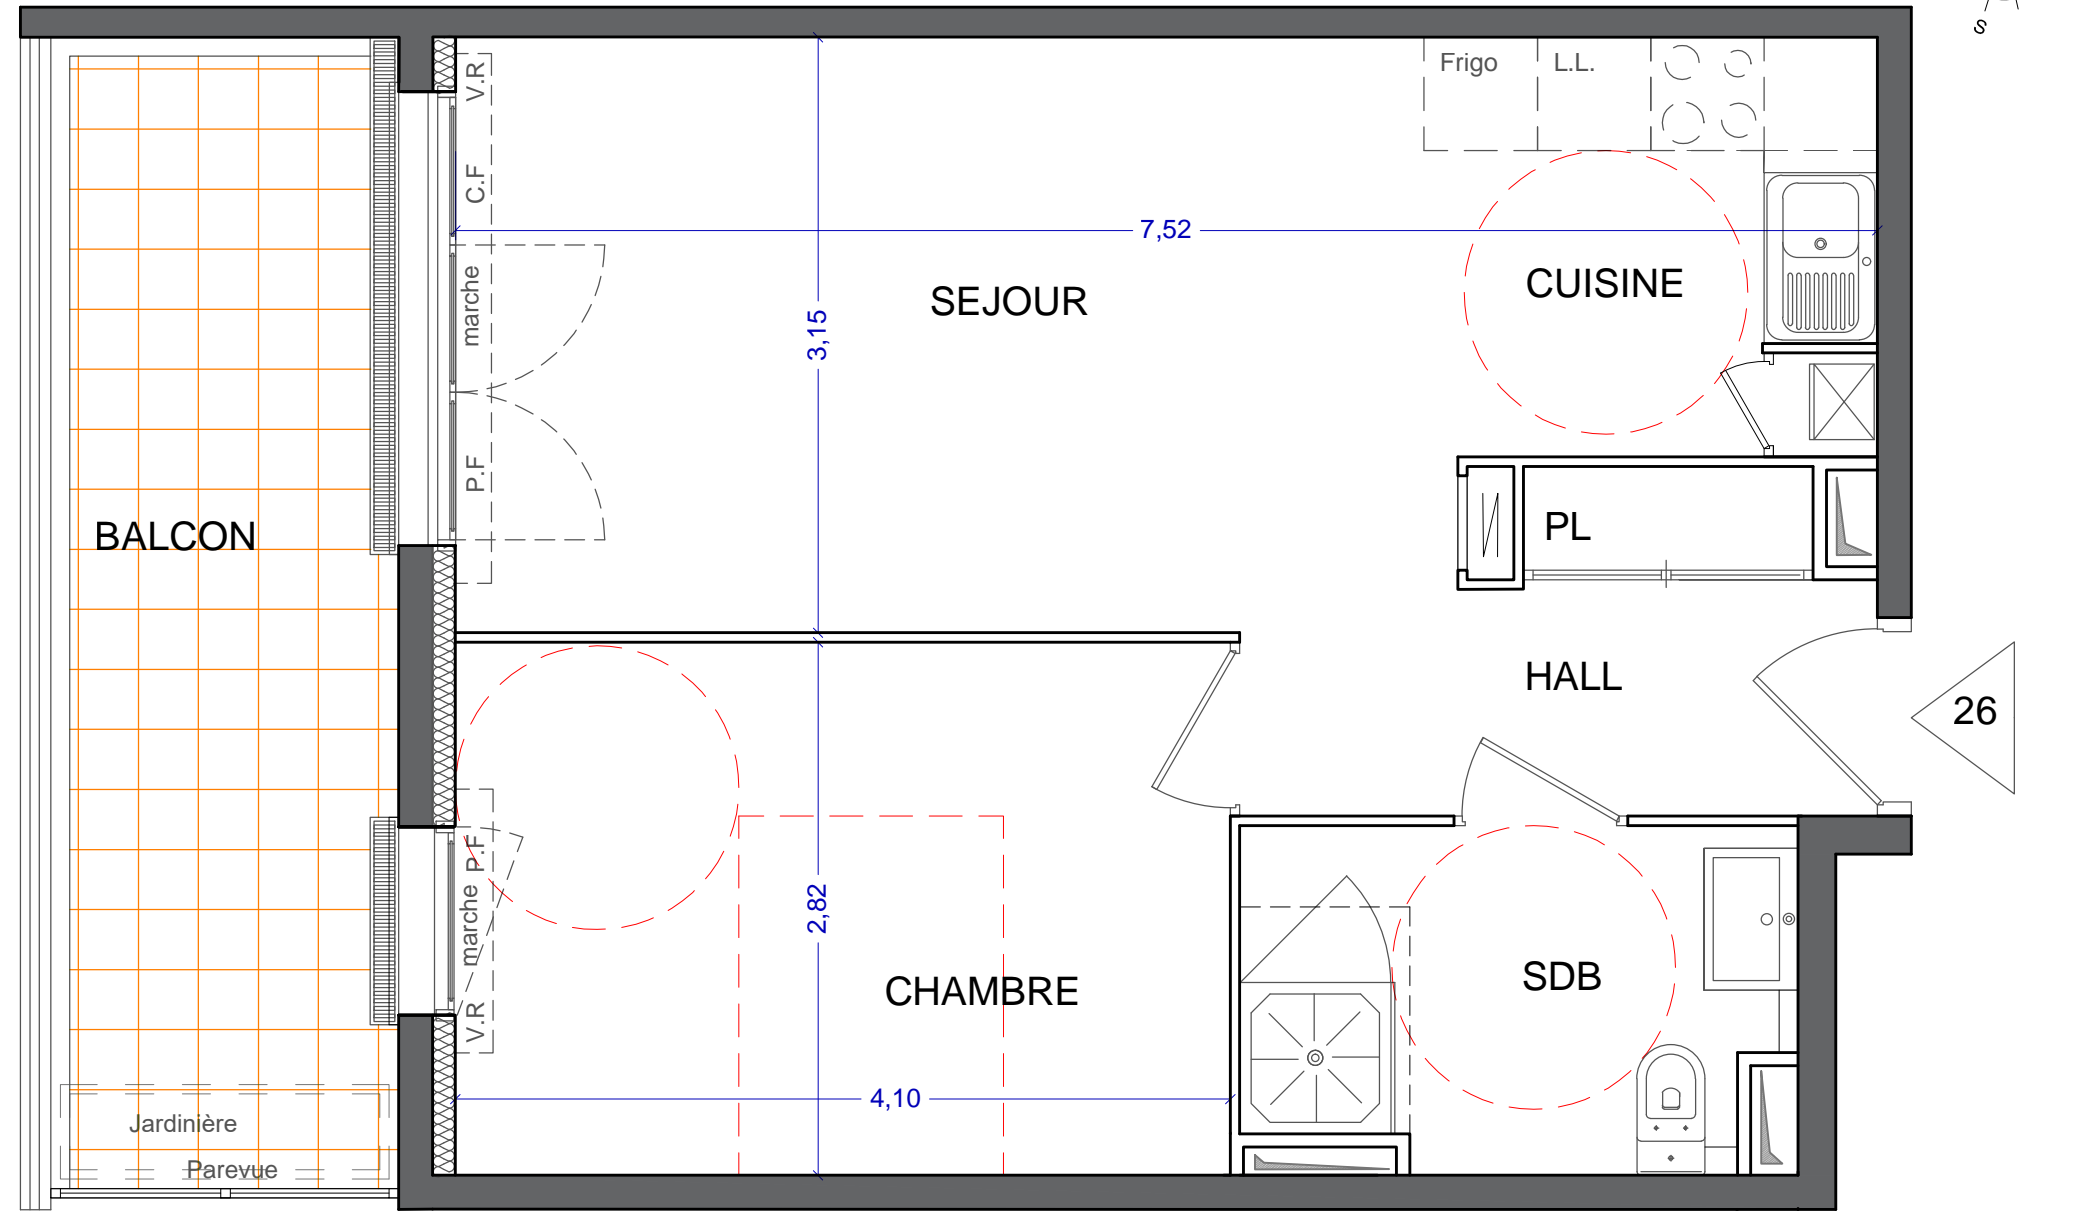 S
Frigo
L.L.
V.R
C.F
7,52
marche
SEJOUR
CUISINE
3,15
P.F
BALCON
PL
HALL
26
P.F
marche
V.R
2,82
CHAMBRE
SDB
4,10
Jardinière
Parevue